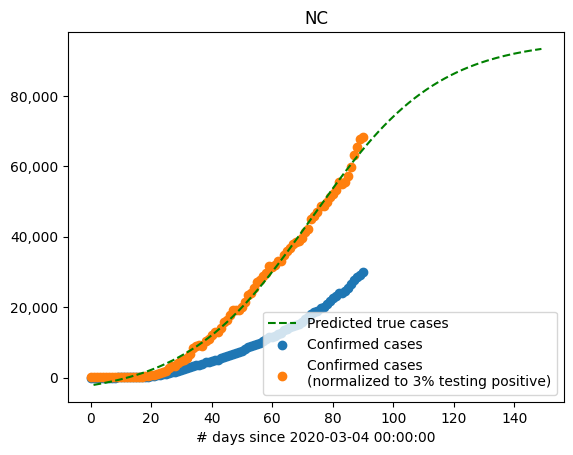 NC
80,000
60,000
40,000
20,000
0
Predicted true cases
Confirmed cases
Confirmed cases
(normalized to 3% testing positive)
0 20 40 60 80 100 120 140
# days since 2020-03-04 00:00:00